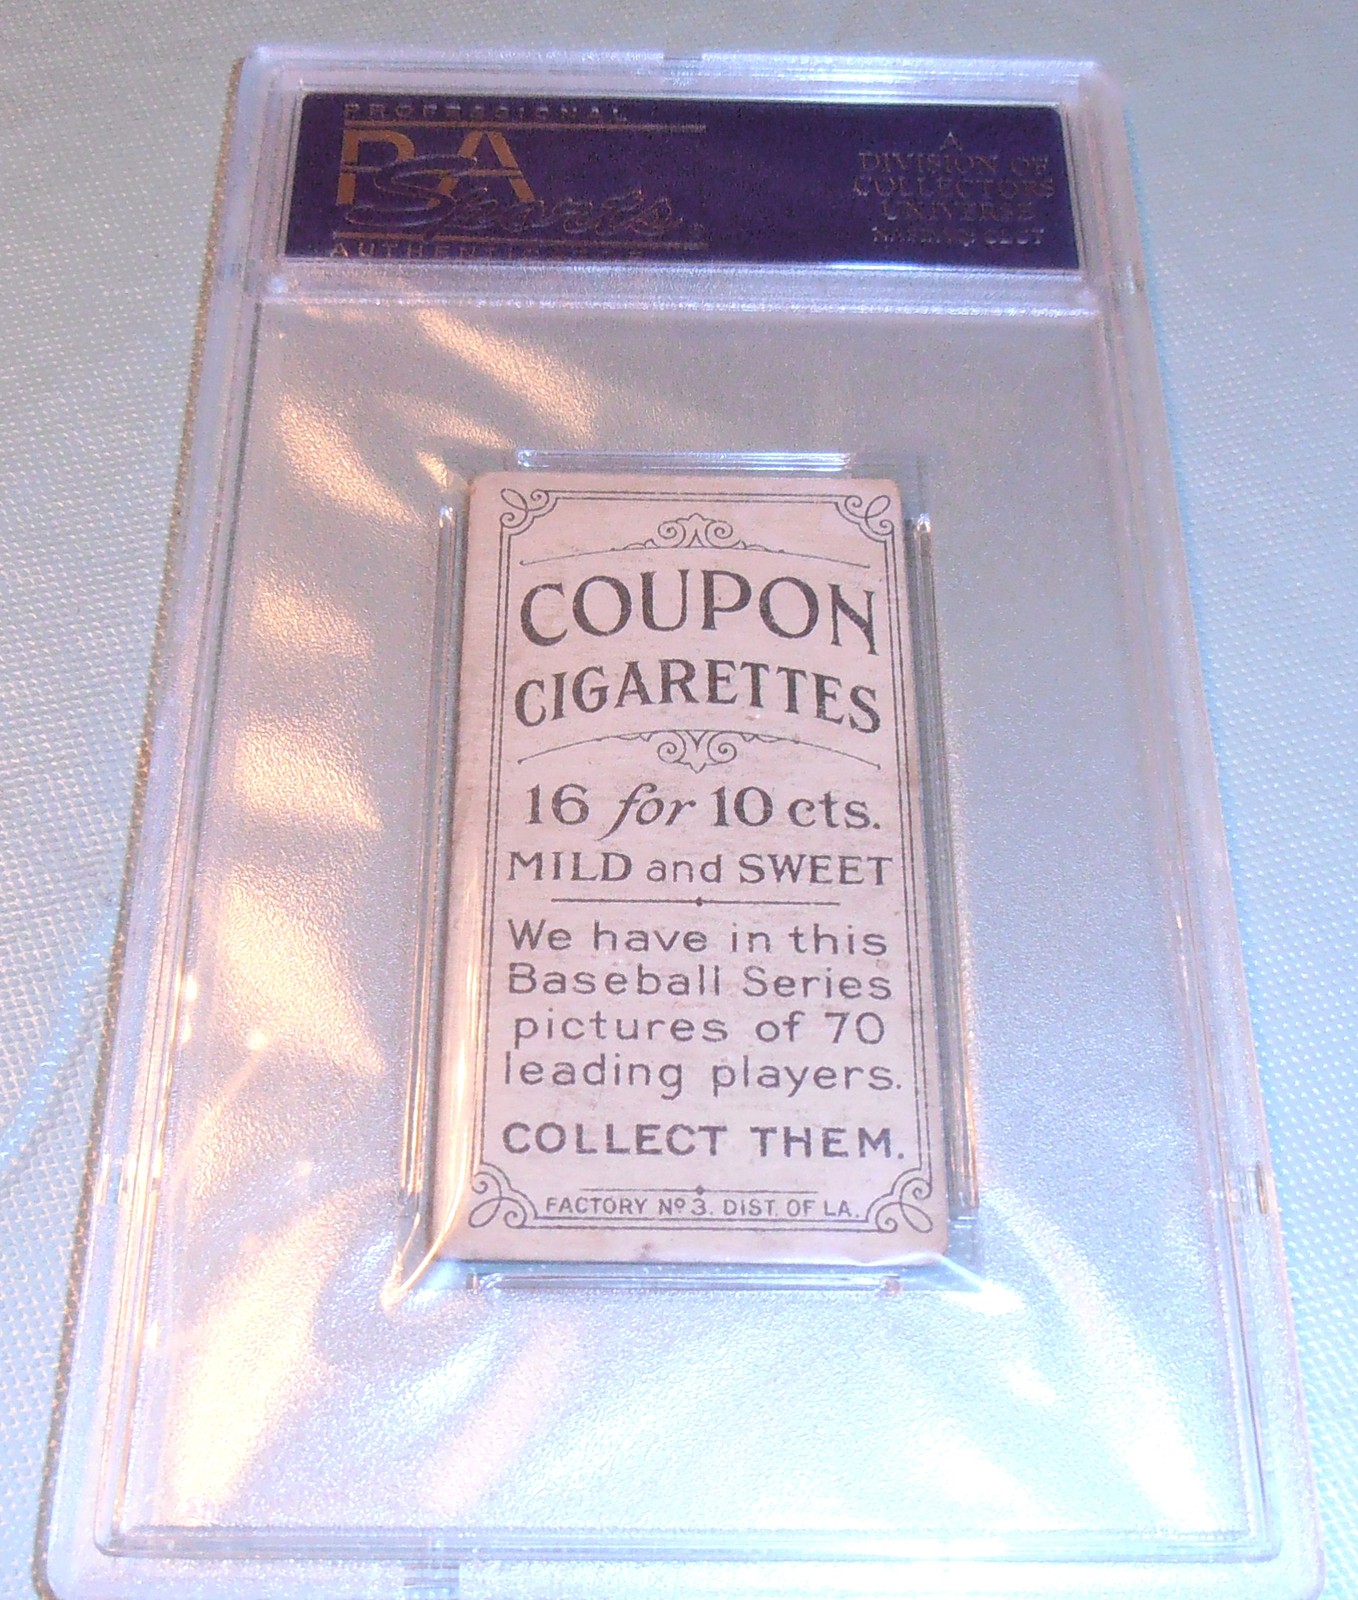 PROFESSIONAL
PSA
Sports
A
DIVISION OF
COLLECTORS
UNIVERSE
COUPON
CIGARETTES
16 for 10 cts.
MILD and SWEET
We have in this
Baseball Series
pictures of 70
leading players.
COLLECT THEM.
FACTORY Nº 3. DIST. OF LA.